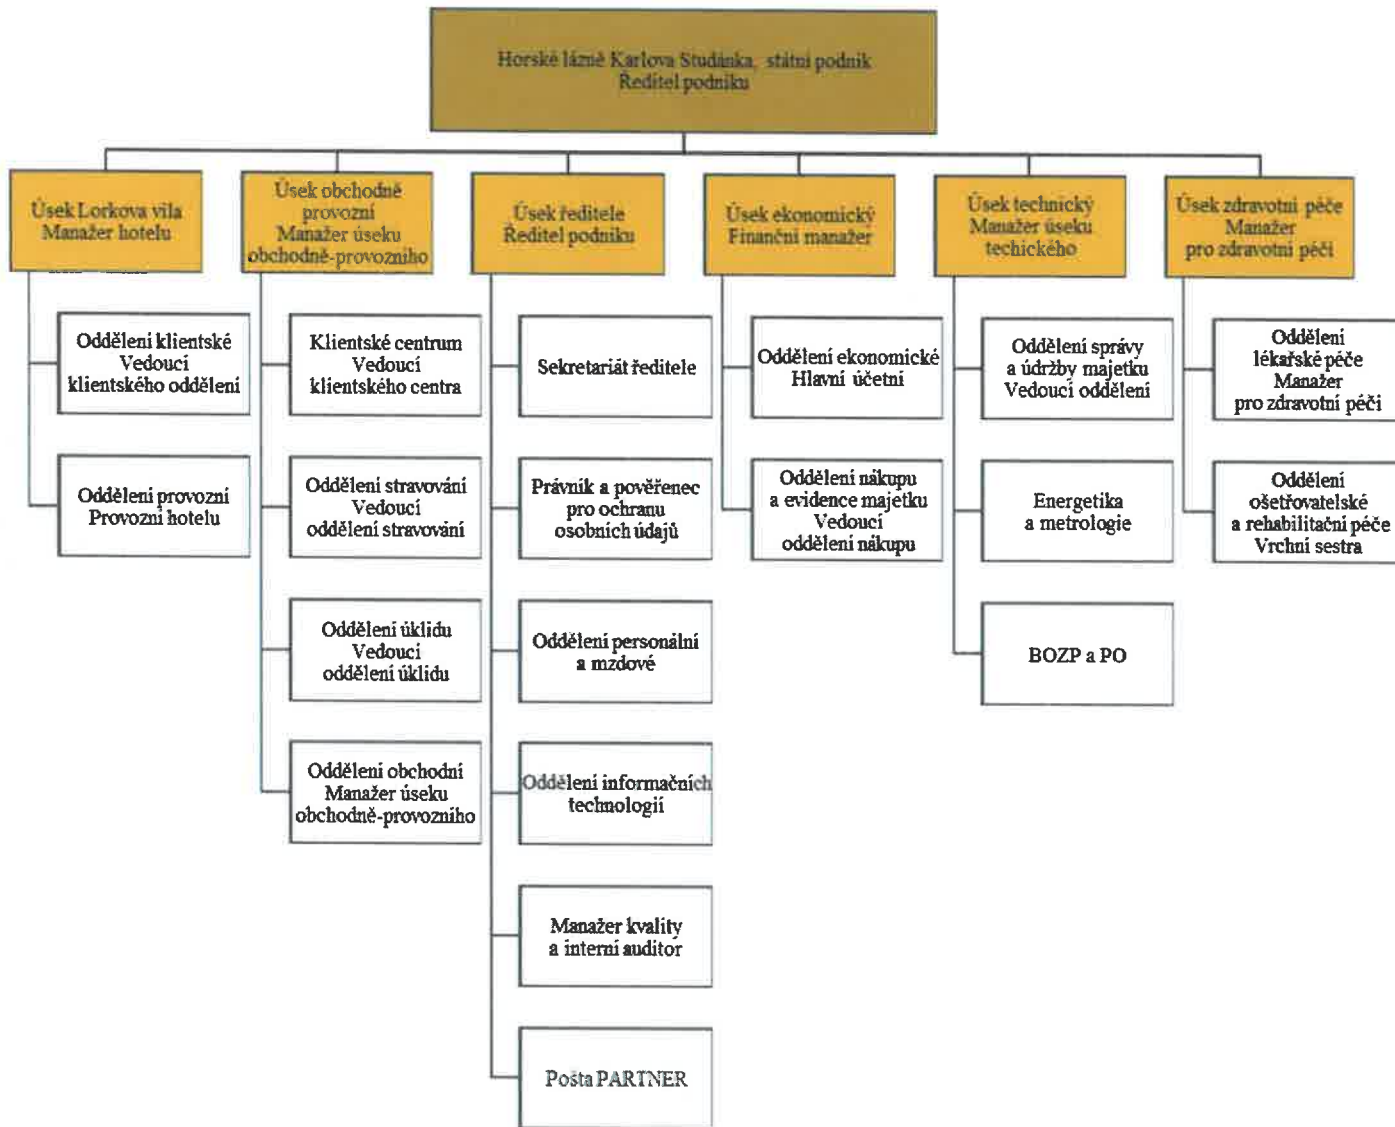 Horské lázně Karlova Studánka, státní podnik
Ředitel podniku
Úsek Lorkova vila
Manažer hotelu
Úsek obchodně
provozní
Manažer úseku
obchodně-provozního
Úsek ředitele
Ředitel podniku
Úsek ekonomický
Finanční manažer
Úsek technický
Manažer úseku
techického
Úsek zdravotní péče
Manažer
pro zdravotní péči
Oddělení klientské
Vedoucí
klientského oddělení
Oddělení provozní
Provozní hotelu
Klientské centrum
Vedoucí
klientského centra
Oddělení stravování
Vedoucí
oddělení stravování
Oddělení úklidu
Vedoucí
oddělení úklidu
Oddělení obchodní
Manažer úseku
obchodně-provozního
Sekretariát ředitele
Právník a pověřenec
pro ochranu
osobních údajů
Oddělení personální
a mzdové
Oddělení informačních
technologií
Manažer kvality
a interní auditor
Pošta PARTNER
Oddělení ekonomické
Hlavní účetní
Oddělení nákupu
a evidence majetku
Vedoucí
oddělení nákupu
Oddělení správy
a údržby majetku
Vedoucí oddělení
Energetika
a metrologie
BOZP a PO
Oddělení
lékařské péče
Manažer
pro zdravotní péči
Oddělení
ošetřovatelské
a rehabilitační péče
Vrchní sestra